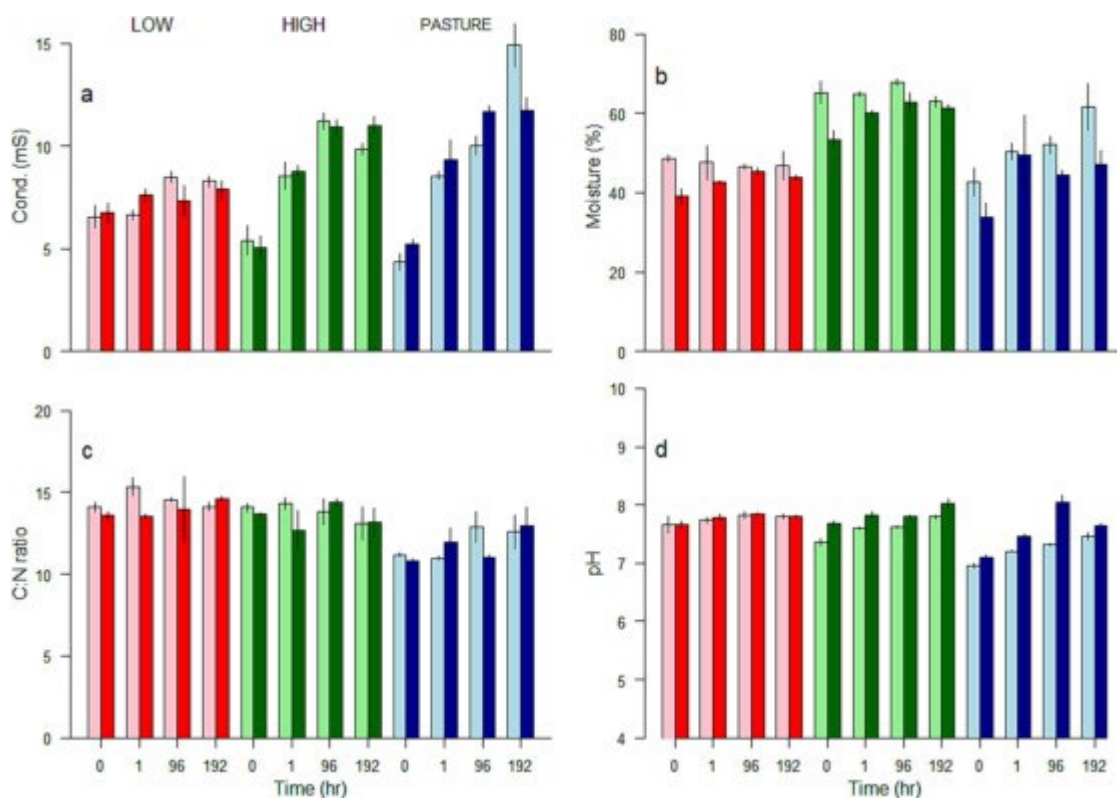 LOW HIGH PASTURE
a
Cond. (mS)
15
10
5
0
b
Moisture (%)
80
60
40
20
0
c
C:N ratio
20
15
10
5
0
0 1 96 192 0 1 96 192 0 1 96 192
Time (hr)
d
pH
10
9
8
7
6
5
4
0 1 96 192 0 1 96 192 0 1 96 192
Time (hr)